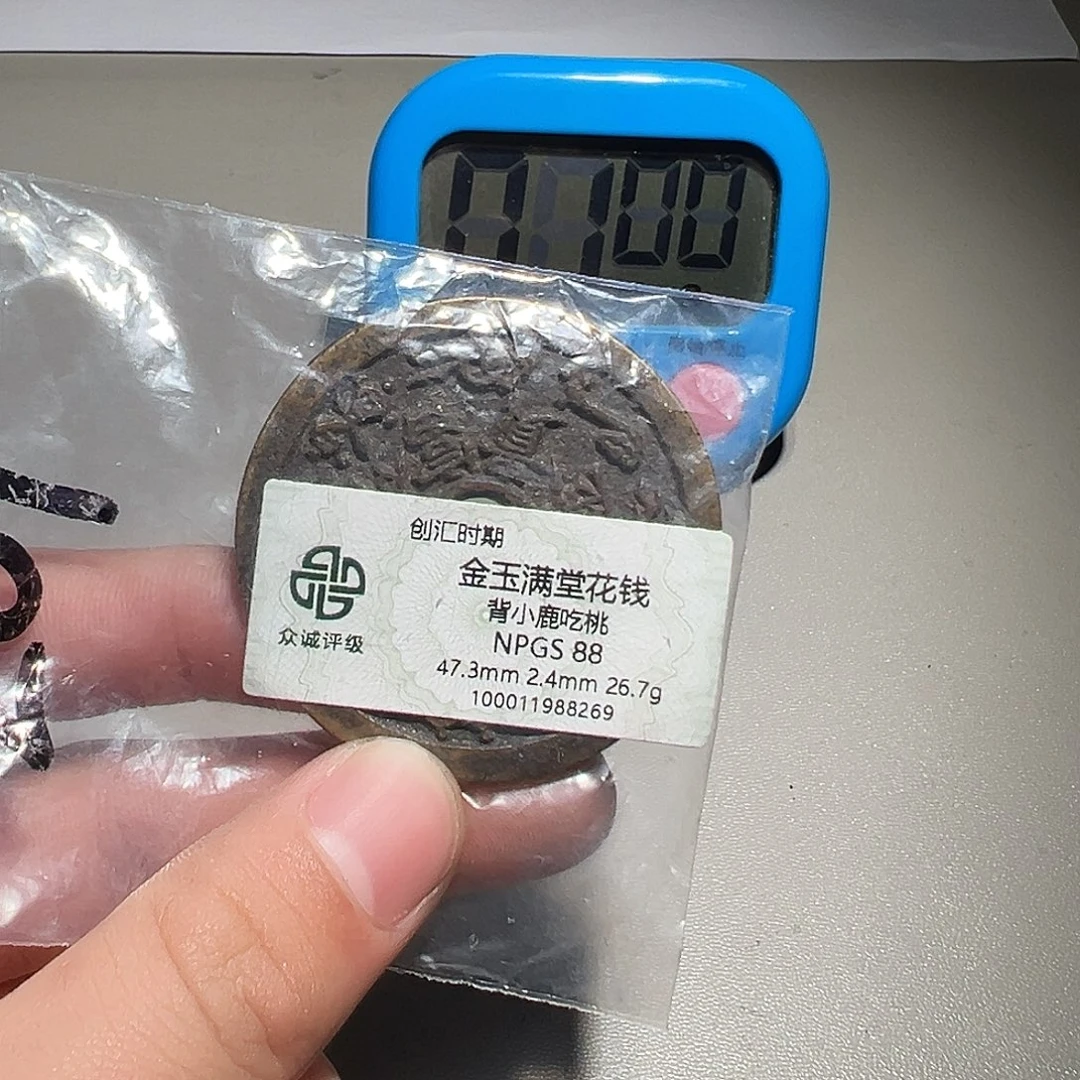 创汇时期
金玉满堂花钱
背小鹿吃桃
NPGS 88
47.3mm 2.4mm 26.7g
100011988269
众诚评级